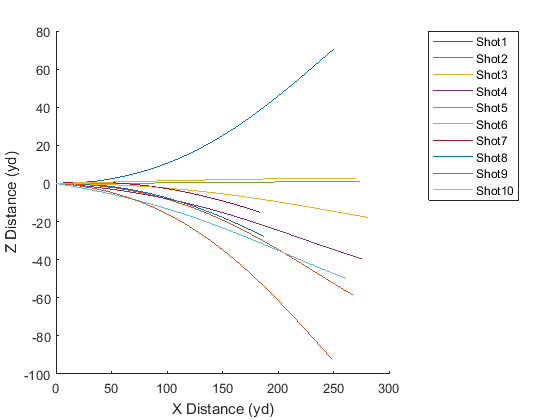 80
60
40
20
0
-20
-40
-60
-80
-100
0 50 100 150 200 250 300
X Distance (yd)
Z Distance (yd)
Shot1
Shot2
Shot3
Shot4
Shot5
Shot6
Shot7
Shot8
Shot9
Shot10